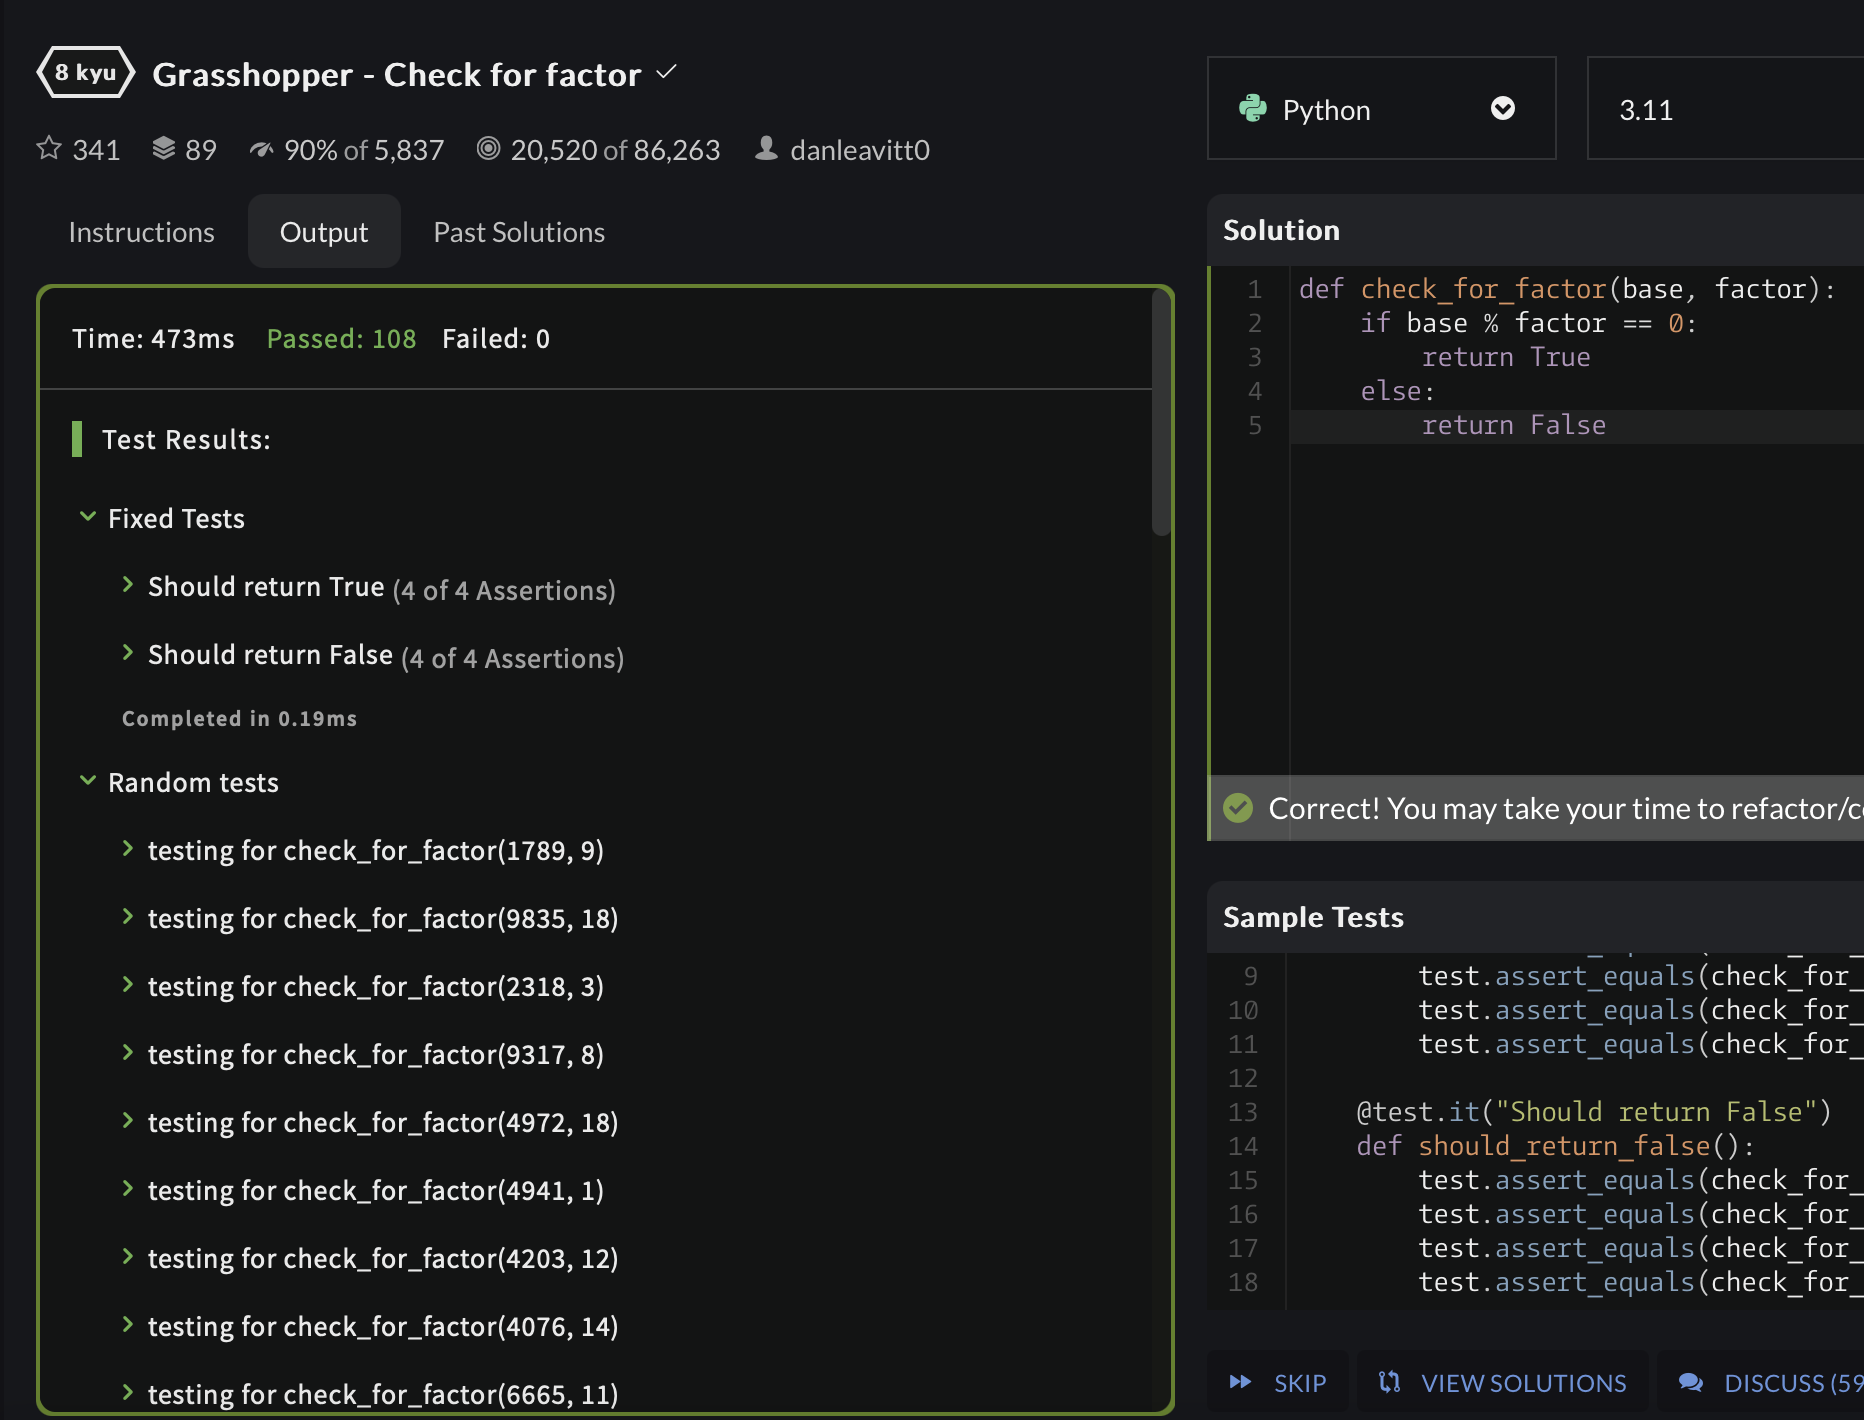 8 kyu Grasshopper - Check for factor
341 89 90% of 5,837 20,520 of 86,263 danleavitt0
Instructions Output Past Solutions
Time: 473ms Passed: 108 Failed: 0
Test Results:
Fixed Tests
Should return True (4 of 4 Assertions)
Should return False (4 of 4 Assertions)
Completed in 0.19ms
Random tests
testing for check_for_factor(1789, 9)
testing for check_for_factor(9835, 18)
testing for check_for_factor(2318, 3)
testing for check_for_factor(9317, 8)
testing for check_for_factor(4972, 18)
testing for check_for_factor(4941, 1)
testing for check_for_factor(4203, 12)
testing for check_for_factor(4076, 14)
testing for check_for_factor(6665, 11)
Python 3.11
Solution
1 def check_for_factor(base, factor):
2     if base % factor == 0:
3         return True
4     else:
5         return False
Correct! You may take your time to refactor/c
Sample Tests
9         test.assert_equals(check_for_
10         test.assert_equals(check_for_
11         test.assert_equals(check_for_
12
13     @test.it("Should return False")
14     def should_return_false():
15         test.assert_equals(check_for_
16         test.assert_equals(check_for_
17         test.assert_equals(check_for_
18         test.assert_equals(check_for_
SKIP VIEW SOLUTIONS DISCUSS (59